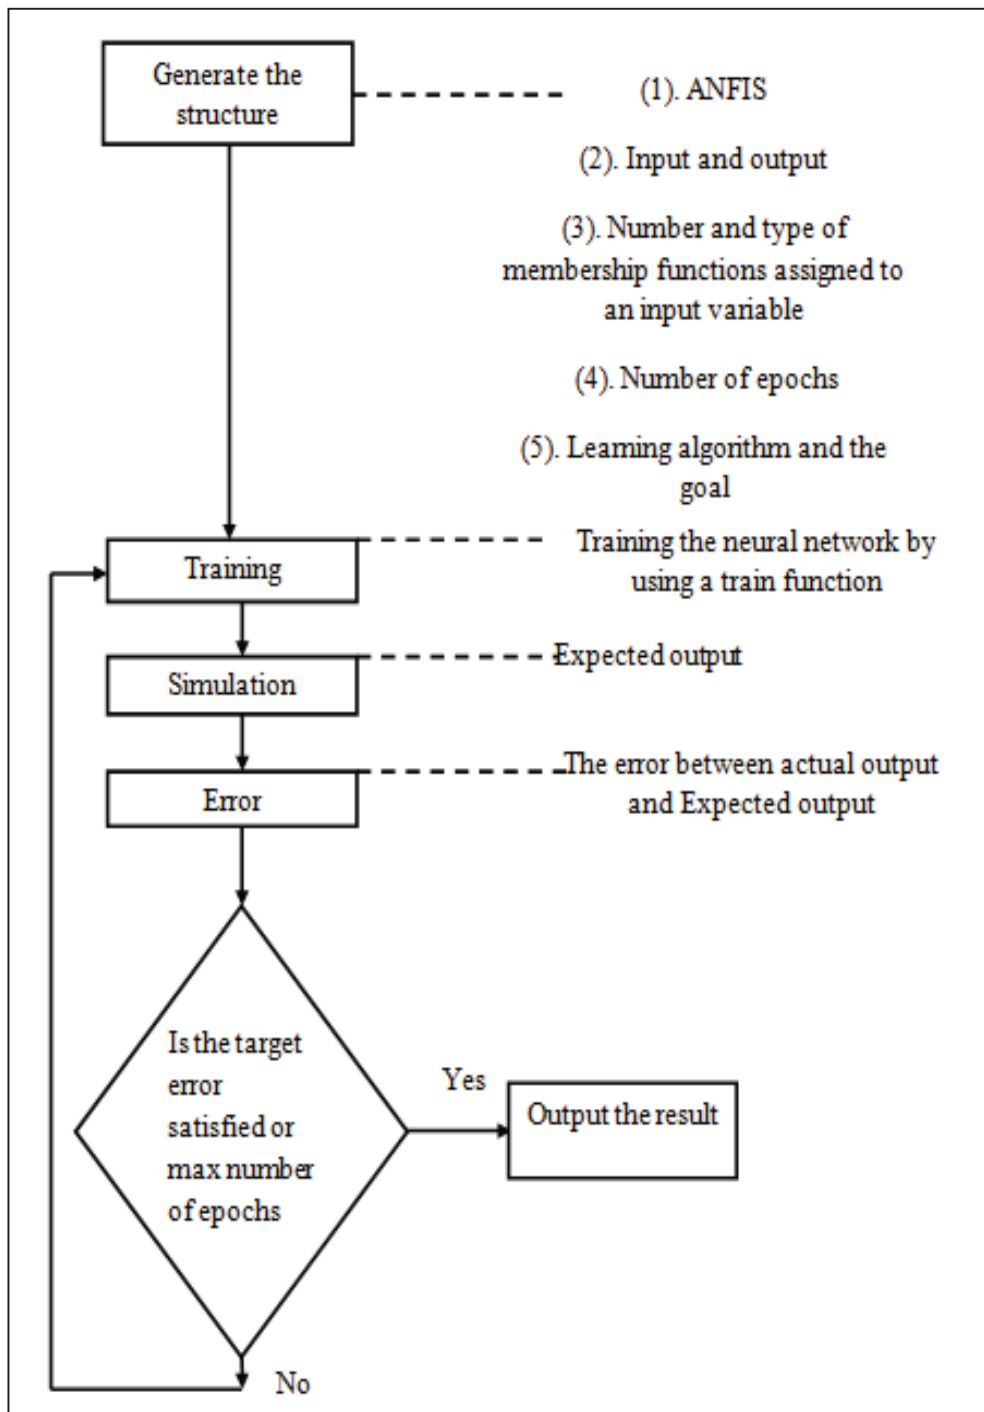 Generate the
structure
(1). ANFIS
(2). Input and output
(3). Number and type of
membership functions assigned to
an input variable
(4). Number of epochs
(5). Learning algorithm and the
goal
Training
Training the neural network by
using a train function
Simulation
Expected output
Error
The error between actual output
and Expected output
Is the target
error
satisfied or
max number
of epochs
Yes
Output the result
No